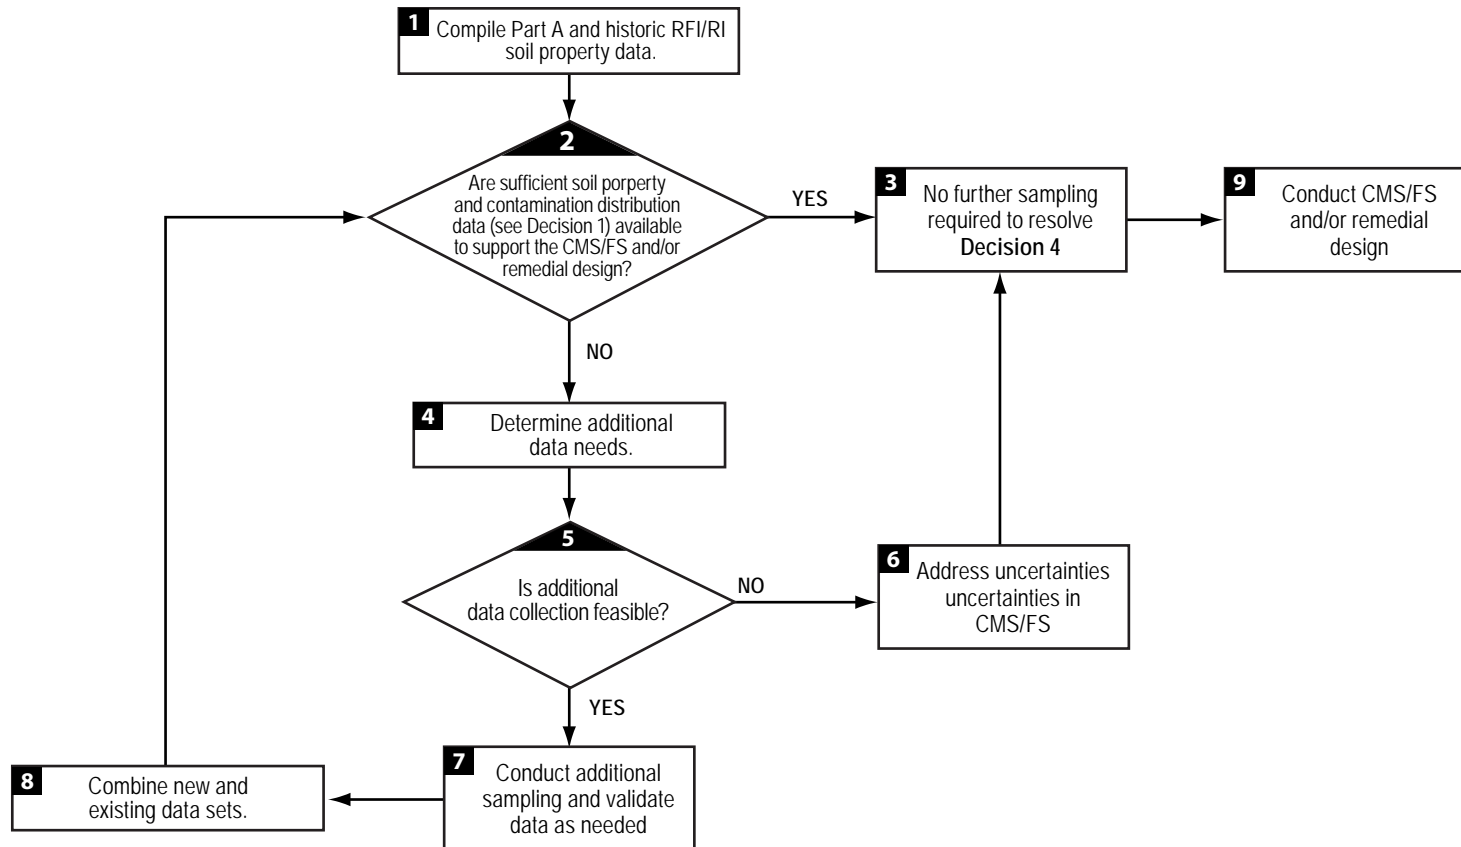 1
Compile Part A and historic RFI/RI
soil property data.
2
Are sufficient soil porperty
and contamination distribution
data (see Decision 1) available
to support the CMS/FS and/or
remedial design?
YES
3
No further sampling
required to resolve
Decision 4
9
Conduct CMS/FS
and/or remedial
design
NO
4
Determine additional
data needs.
5
Is additional
data collection feasible?
NO
6
Address uncertainties
uncertainties in
CMS/FS
YES
7
Conduct additional
sampling and validate
data as needed
8
Combine new and
existing data sets.